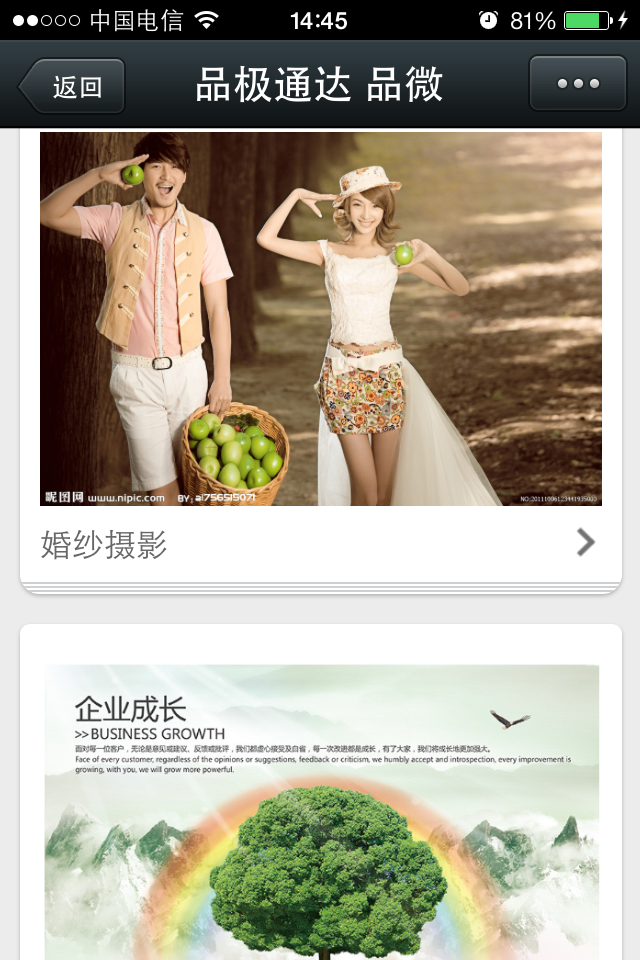 中国电信 14:45 81%
返回 品极通达 品微
昵图网 www.nipic.com BY: al756515071 NO:20111006123441935000
婚纱摄影
企业成长
>>BUSINESS GROWTH
面对每一位客户，无论是意见或建议、反馈或批评，我们都虚心接受及自省，每一次改进都是成长，有了大家，我们将成长地更加强大。
Face of every customer, regardless of the opinions or suggestions, feedback or criticism, we humbly accept and introspection, every improvement is
growing, with you, we will grow more powerful.